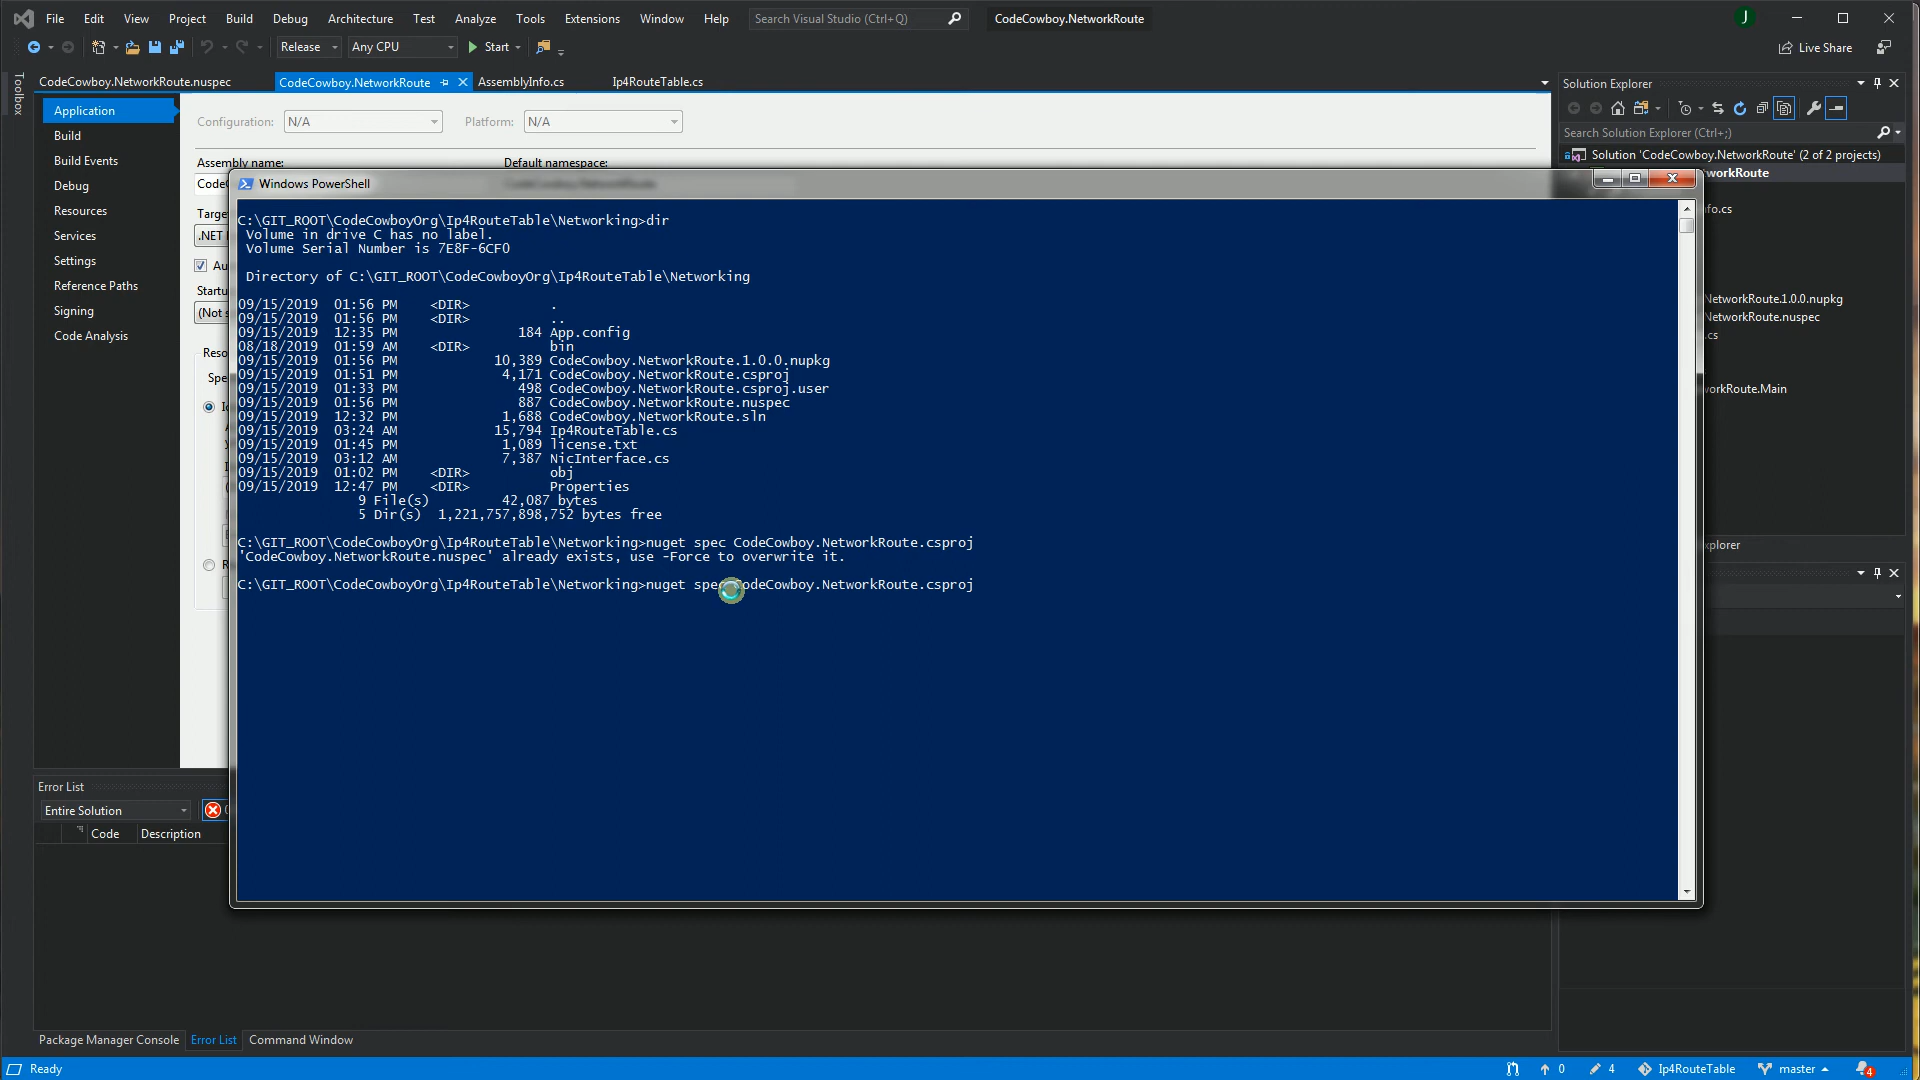 File Edit View Project Build Debug Architecture Test Analyze Tools Extensions Window Help Search Visual Studio (Ctrl+Q) CodeCowboy.NetworkRoute J
Release Any CPU Start Live Share
Toolbox
CodeCowboy.NetworkRoute.nuspec CodeCowboy.NetworkRoute AssemblyInfo.cs Ip4RouteTable.cs
Application
Build
Build Events
Debug
Resources
Services
Settings
Reference Paths
Signing
Code Analysis
Configuration: N/A Platform: N/A
Assembly name: Default namespace:
Windows PowerShell
C:\GIT_ROOT\CodeCowboyOrg\Ip4RouteTable\Networking>dir
Volume in drive C has no label.
Volume Serial Number is 7E8F-6CF0
Directory of C:\GIT_ROOT\CodeCowboyOrg\Ip4RouteTable\Networking
09/15/2019 01:56 PM <DIR> .
09/15/2019 01:56 PM <DIR> ..
09/15/2019 12:35 PM 184 App.config
08/18/2019 01:59 AM <DIR> bin
09/15/2019 01:56 PM 10,389 CodeCowboy.NetworkRoute.1.0.0.nupkg
09/15/2019 01:51 PM 4,171 CodeCowboy.NetworkRoute.csproj
09/15/2019 01:33 PM 498 CodeCowboy.NetworkRoute.csproj.user
09/15/2019 01:56 PM 887 CodeCowboy.NetworkRoute.nuspec
09/15/2019 12:32 PM 1,688 CodeCowboy.NetworkRoute.sln
09/15/2019 03:24 AM 15,794 Ip4RouteTable.cs
09/15/2019 01:45 PM 1,089 license.txt
09/15/2019 03:12 AM 7,387 NicInterface.cs
09/15/2019 01:02 PM <DIR> obj
09/15/2019 12:47 PM <DIR> Properties
9 File(s) 42,087 bytes
5 Dir(s) 1,221,757,898,752 bytes free
C:\GIT_ROOT\CodeCowboyOrg\Ip4RouteTable\Networking>nuget spec CodeCowboy.NetworkRoute.csproj
'CodeCowboy.NetworkRoute.nuspec' already exists, use -Force to overwrite it.
C:\GIT_ROOT\CodeCowboyOrg\Ip4RouteTable\Networking>nuget spec CodeCowboy.NetworkRoute.csproj
Solution Explorer
Search Solution Explorer (Ctrl+;)
Solution 'CodeCowboy.NetworkRoute' (2 of 2 projects)
workRoute
fo.cs
NetworkRoute.1.0.0.nupkg
NetworkRoute.nuspec
.cs
workRoute.Main
xplorer
Error List
Entire Solution
Code Description
Package Manager Console Error List Command Window
Ready 0 4 Ip4RouteTable master 4